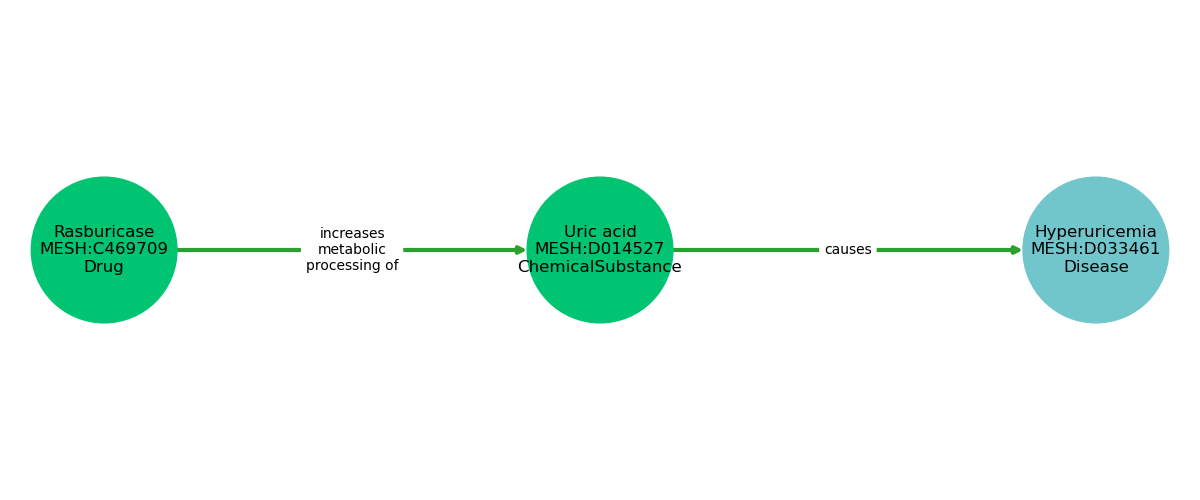 Rasburicase
MESH:C469709
Drug
increases
metabolic
processing of
Uric acid
MESH:D014527
ChemicalSubstance
causes
Hyperuricemia
MESH:D033461
Disease